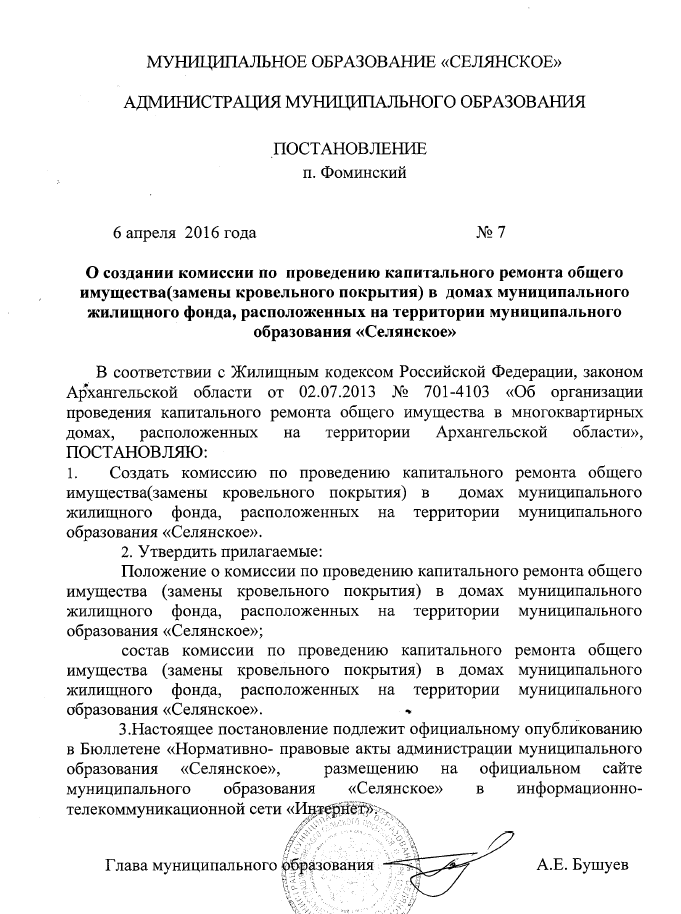 МУНИЦИПАЛЬНОЕ ОБРАЗОВАНИЕ «СЕЛЯНСКОЕ»
АДМИНИСТРАЦИЯ МУНИЦИПАЛЬНОГО ОБРАЗОВАНИЯ
ПОСТАНОВЛЕНИЕ
п. Фоминский
6 апреля 2016 года № 7
О создании комиссии по проведению капитального ремонта общего
имущества(замены кровельного покрытия) в домах муниципального
жилищного фонда, расположенных на территории муниципального
образования «Селянское»
В соответствии с Жилищным кодексом Российской Федерации, законом
Архангельской области от 02.07.2013 № 701-4103 «Об организации
проведения капитального ремонта общего имущества в многоквартирных
домах, расположенных на территории Архангельской области»,
ПОСТАНОВЛЯЮ:
1. Создать комиссию по проведению капитального ремонта общего
имущества(замены кровельного покрытия) в домах муниципального
жилищного фонда, расположенных на территории муниципального
образования «Селянское».
2. Утвердить прилагаемые:
Положение о комиссии по проведению капитального ремонта общего
имущества (замены кровельного покрытия) в домах муниципального
жилищного фонда, расположенных на территории муниципального
образования «Селянское»;
состав комиссии по проведению капитального ремонта общего
имущества (замены кровельного покрытия) в домах муниципального
жилищного фонда, расположенных на территории муниципального
образования «Селянское».
3.Настоящее постановление подлежит официальному опубликованию
в Бюллетене «Нормативно- правовые акты администрации муниципального
образования «Селянское», размещению на официальном сайте
муниципального образования «Селянское» в информационно-
телекоммуникационной сети «Интернет».
Глава муниципального образования А.Е. Бушуев